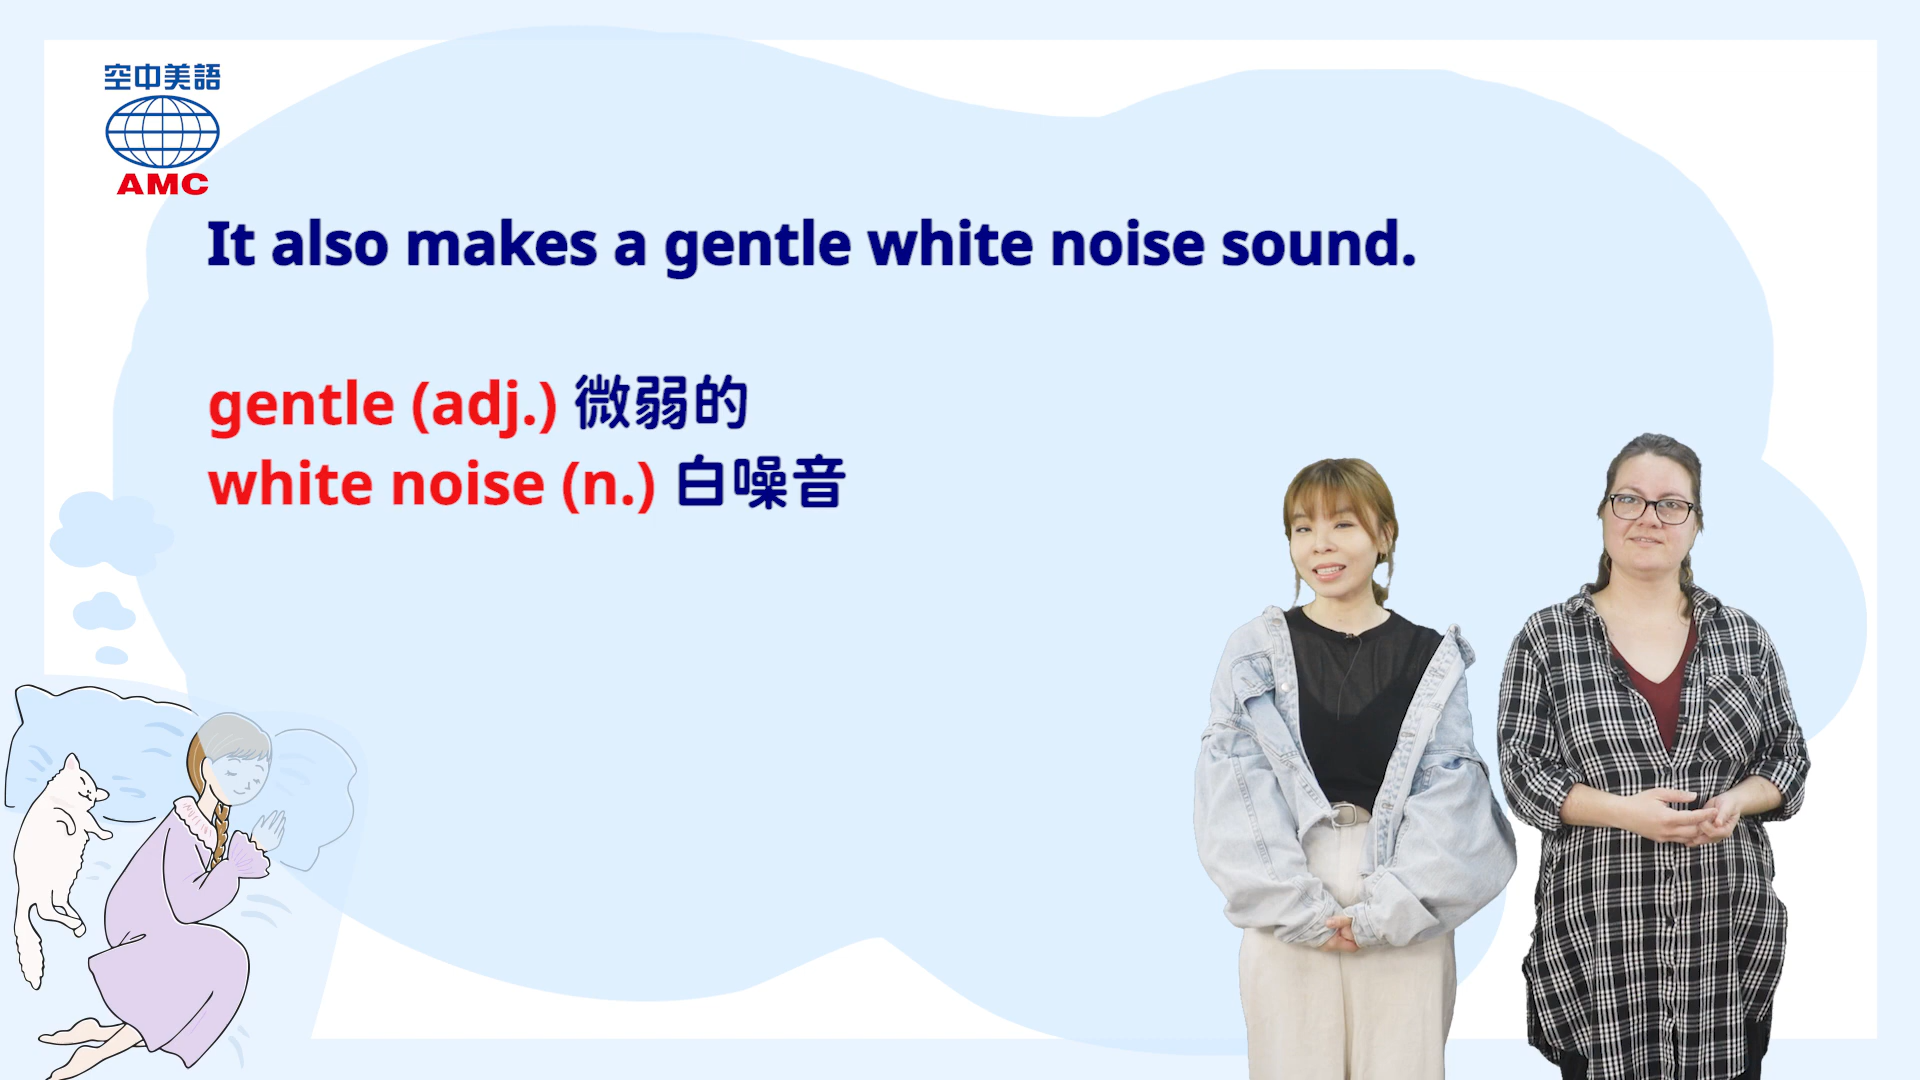 空中美語
AMC
It also makes a gentle white noise sound.
gentle (adj.) 微弱的
white noise (n.) 白噪音